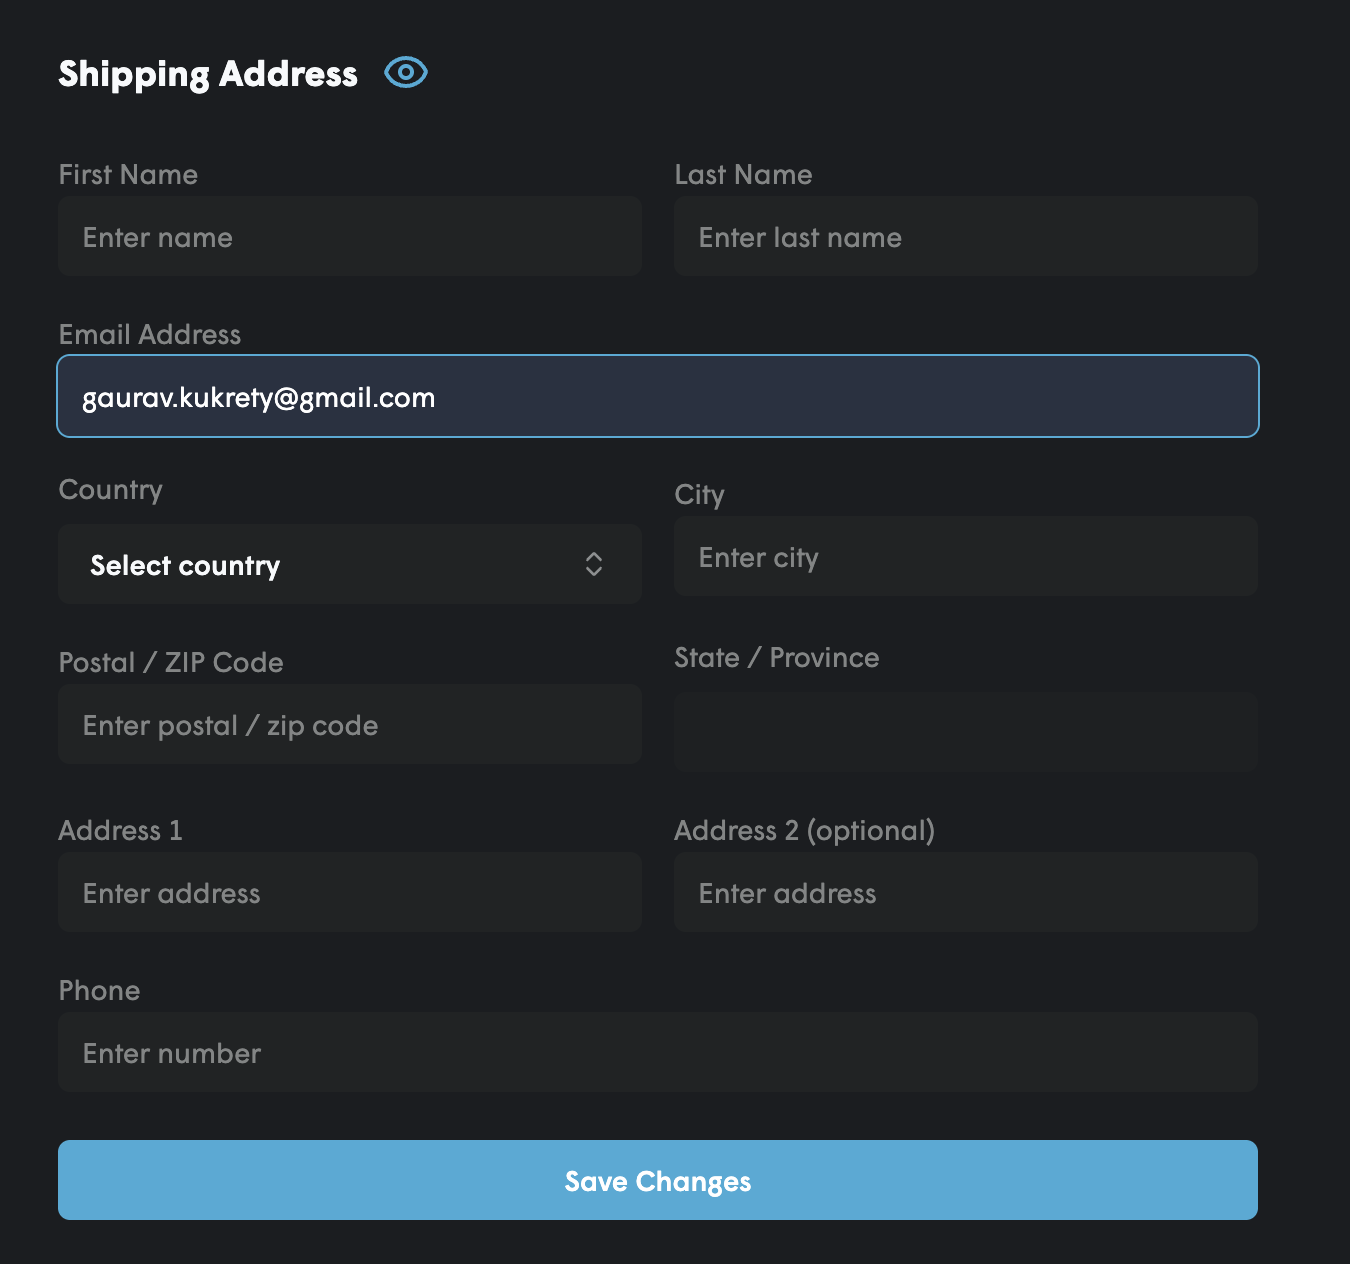 Shipping Address
First Name
Last Name
Enter name
Enter last name
Email Address
gaurav.kukrety@gmail.com
Country
City
Select country
Enter city
Postal / ZIP Code
State / Province
Enter postal / zip code
Address 1
Address 2 (optional)
Enter address
Enter address
Phone
Enter number
Save Changes